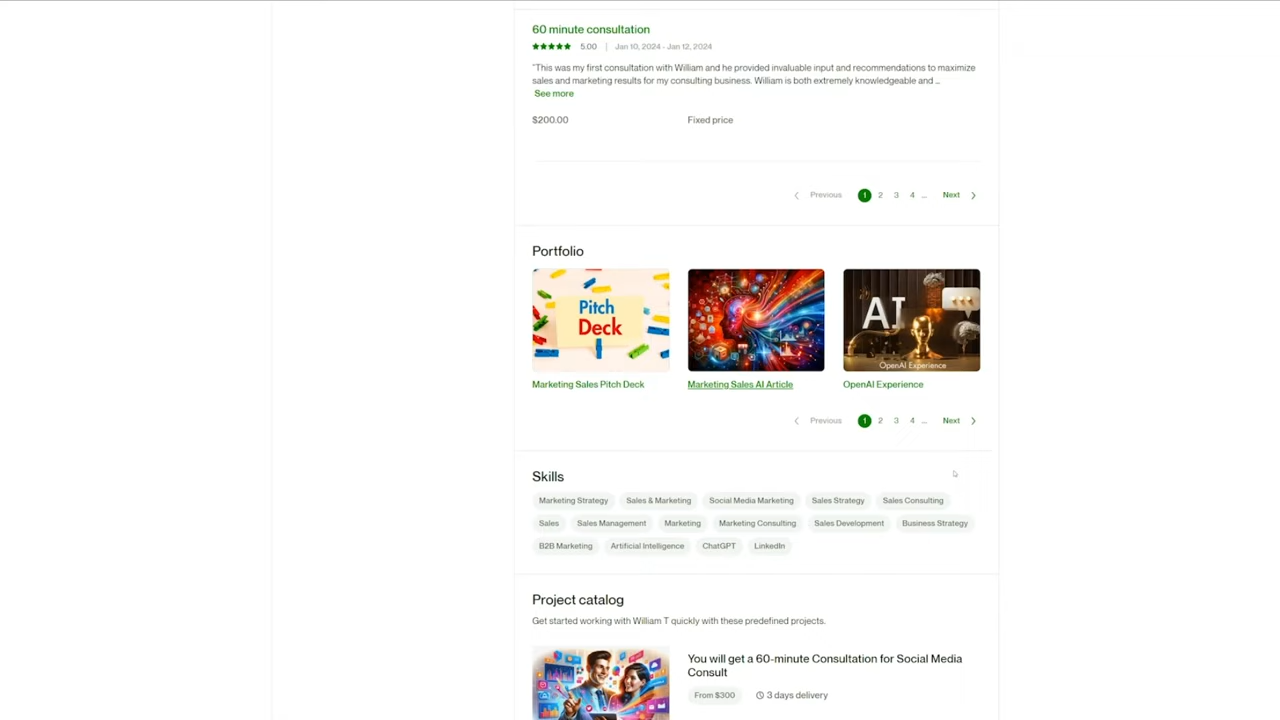 60 minute consultation
5.00 | Jan 10, 2024 - Jan 12, 2024
"This was my first consultation with William and he provided invaluable input and recommendations to maximize
sales and marketing results for my consulting business. William is both extremely knowledgeable and ...
See more
$200.00 Fixed price
Previous 1 2 3 4 ... Next
Portfolio
Pitch
Deck
AI
OpenAI Experience
Marketing Sales Pitch Deck
Marketing Sales AI Article
OpenAI Experience
Previous 1 2 3 4 ... Next
Skills
Marketing Strategy Sales & Marketing Social Media Marketing Sales Strategy Sales Consulting
Sales Sales Management Marketing Marketing Consulting Sales Development Business Strategy
B2B Marketing Artificial Intelligence ChatGPT LinkedIn
Project catalog
Get started working with William T quickly with these predefined projects.
You will get a 60-minute Consultation for Social Media
Consult
From $300 3 days delivery